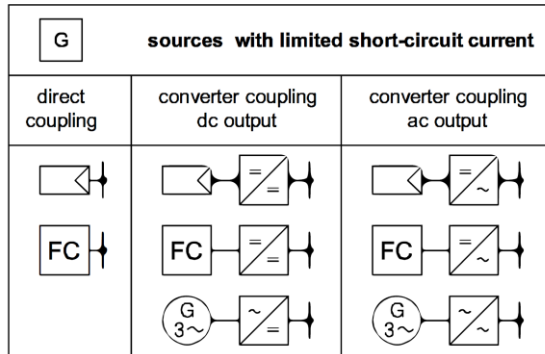 G sources with limited short-circuit current
direct coupling
converter coupling dc output
converter coupling ac output
= = = ~
FC FC = = FC = ~
G 3~ ~ = G 3~ ~ ~